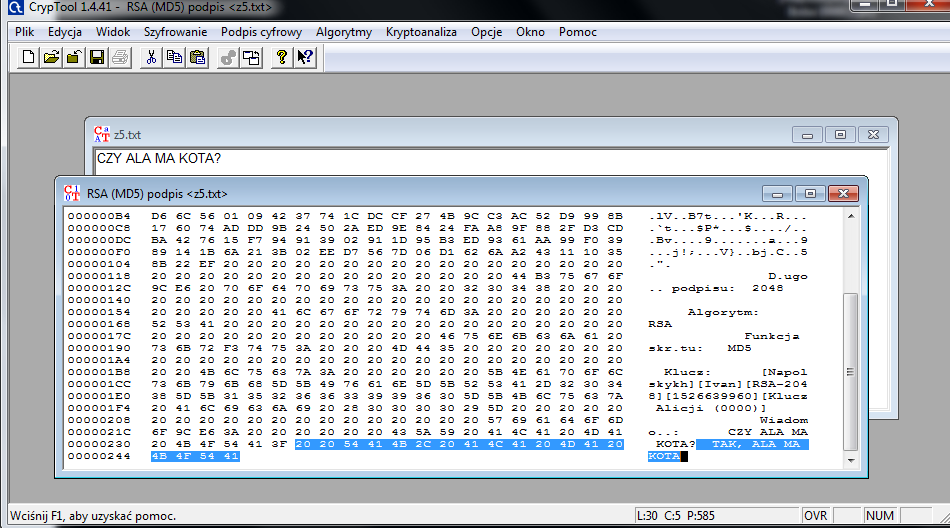 CrypTool 1.4.41 - RSA (MD5) podpis <z5.txt>
Plik Edycja Widok Szyfrowanie Podpis cyfrowy Algorytmy Kryptoanaliza Opcje Okno Pomoc
z5.txt
CZY ALA MA KOTA?
RSA (MD5) podpis <z5.txt>
000000B4 D6 6C 56 01 09 42 37 74 1C DC CF 27 4B 9C C3 AC 52 D9 99 8B .lV..B7t...'K...R...
000000C8 17 60 74 AD DD 9B 24 50 2A ED 9E 84 24 FA A8 9F 88 2F D3 CD .`t...$P*...$..../..
000000DC BA 42 76 15 F7 94 91 39 02 91 1D 95 B3 ED 93 61 AA 99 F0 39 .Bv....9.......a...9
000000F0 89 14 1B 6A 21 3B 02 EE D7 56 7D 06 D1 62 6A A2 43 11 10 35 ...j!;...V}..bj.C..5
00000104 8B 22 EF 20 20 20 20 20 20 20 20 20 20 20 20 20 20 20 20 20 .".
00000118 20 20 20 20 20 20 20 20 20 20 20 20 20 20 20 44 B3 75 67 6F D.ugo
0000012C 9C E6 20 70 6F 64 70 69 73 75 3A 20 20 32 30 34 38 20 20 20 .. podpisu: 2048
00000140 20 20 20 20 20 20 20 20 20 20 20 20 20 20 20 20 20 20 20 20
00000154 20 20 20 20 20 20 41 6C 67 6F 72 79 74 6D 3A 20 20 20 20 20 Algorytm:
00000168 52 53 41 20 20 20 20 20 20 20 20 20 20 20 20 20 20 20 20 20 RSA
0000017C 20 20 20 20 20 20 20 20 20 20 20 20 46 75 6E 6B 63 6A 61 20 Funkcja
00000190 73 6B 72 F3 74 75 3A 20 20 20 4D 44 35 20 20 20 20 20 20 20 skr.tu: MD5
000001A4 20 20 20 20 20 20 20 20 20 20 20 20 20 20 20 20 20 20 20 20
000001B8 20 20 4B 6C 75 63 7A 3A 20 20 20 20 20 20 20 5B 4E 61 70 6F 6C Klucz: [Napol
000001CC 73 6B 79 6B 68 5D 5B 49 76 61 6E 5D 5B 52 53 41 2D 32 30 34 skykh][Ivan][RSA-204
000001E0 38 5D 5B 31 35 32 36 36 33 39 39 36 30 5D 5B 4B 6C 75 63 7A 8][1526639960][Klucz
000001F4 20 41 6C 69 63 6A 69 20 28 30 30 30 30 29 5D 20 20 20 20 20 Alicji (0000)]
00000208 20 20 20 20 20 20 20 20 20 20 20 20 20 20 57 69 61 64 6F 6D Wiadom
0000021C 6F 9C E6 3A 20 20 20 20 20 20 43 5A 59 20 41 4C 41 20 4D 41 o..: CZY ALA MA
00000230 20 4B 4F 54 41 3F 20 20 54 41 4B 2C 20 41 4C 41 20 4D 41 20 KOTA? TAK, ALA MA
00000244 4B 4F 54 41 KOTA
Wciśnij F1, aby uzyskać pomoc. L:30 C:5 P:585 OVR NUM